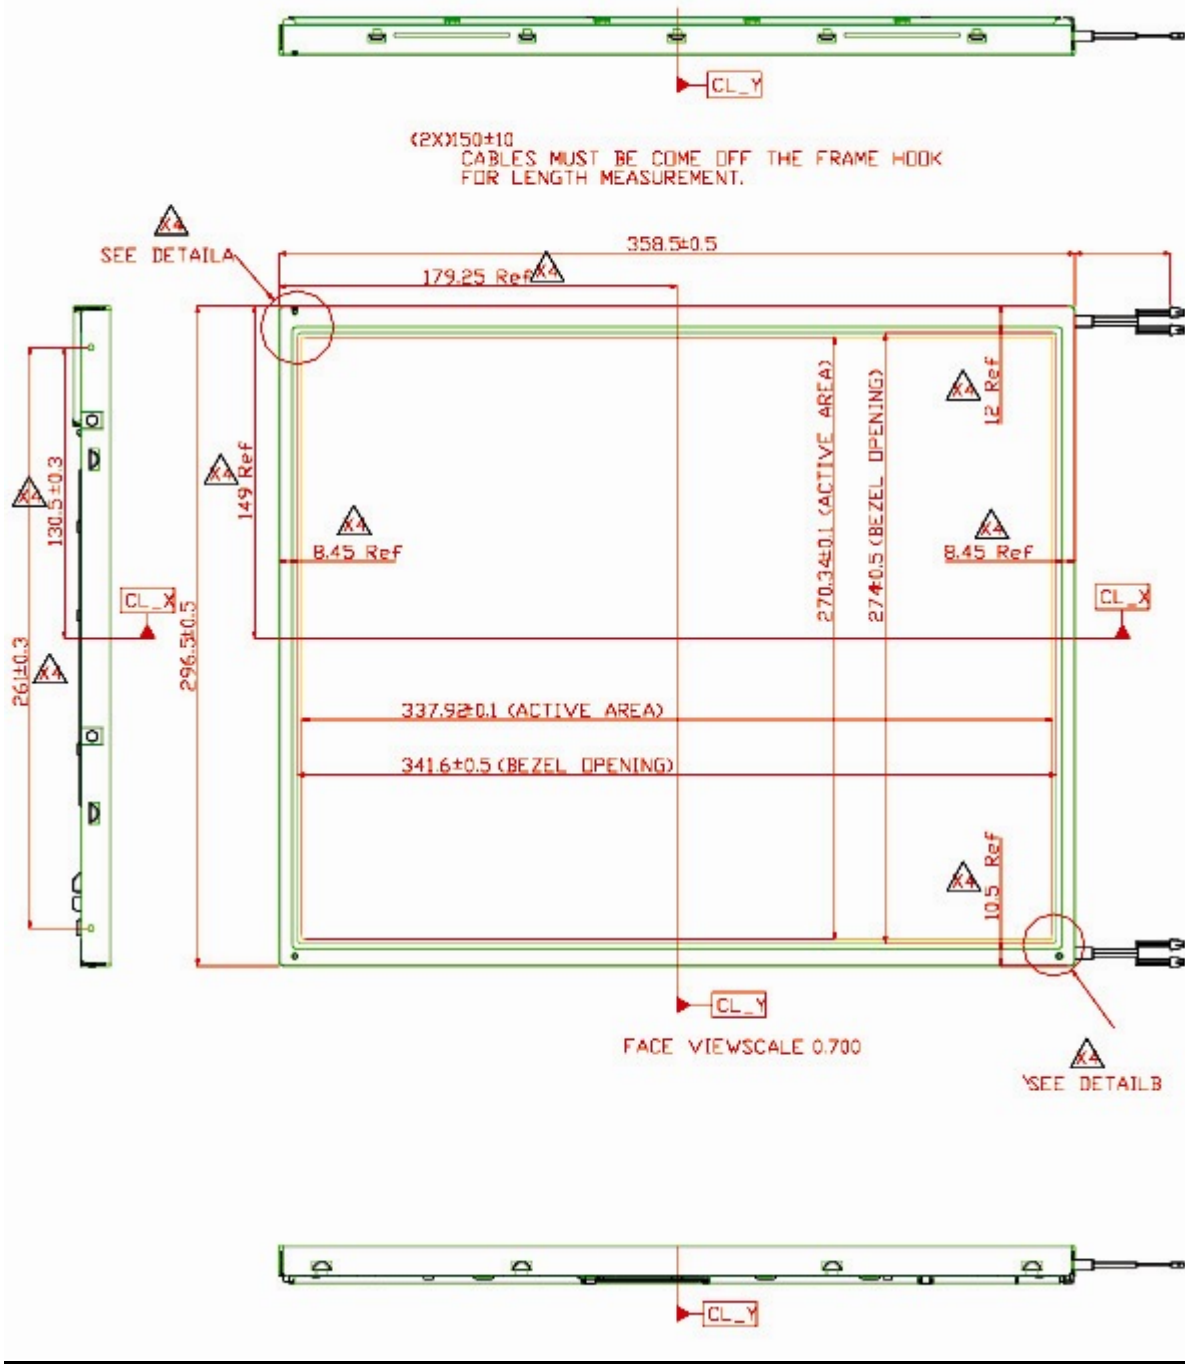 CL_Y
(2X)150±10
CABLES MUST BE COME OFF THE FRAME HOOK
FOR LENGTH MEASUREMENT.
X4
SEE DETAILA
358.5±0.5
179.25 Ref
X4
12 Ref
X4
270.34±0.1 (ACTIVE AREA)
274±0.5 (BEZEL OPENING)
149 Ref
X4
130.5±0.3
X4
X4
8.45 Ref
X4
8.45 Ref
CL_X
CL_X
296.5±0.5
261±0.3
X4
337.92±0.1 (ACTIVE AREA)
341.6±0.5 (BEZEL OPENING)
X4
10.5 Ref
CL_Y
FACE VIEWSCALE 0.700
X4
SEE DETAILB
CL_Y